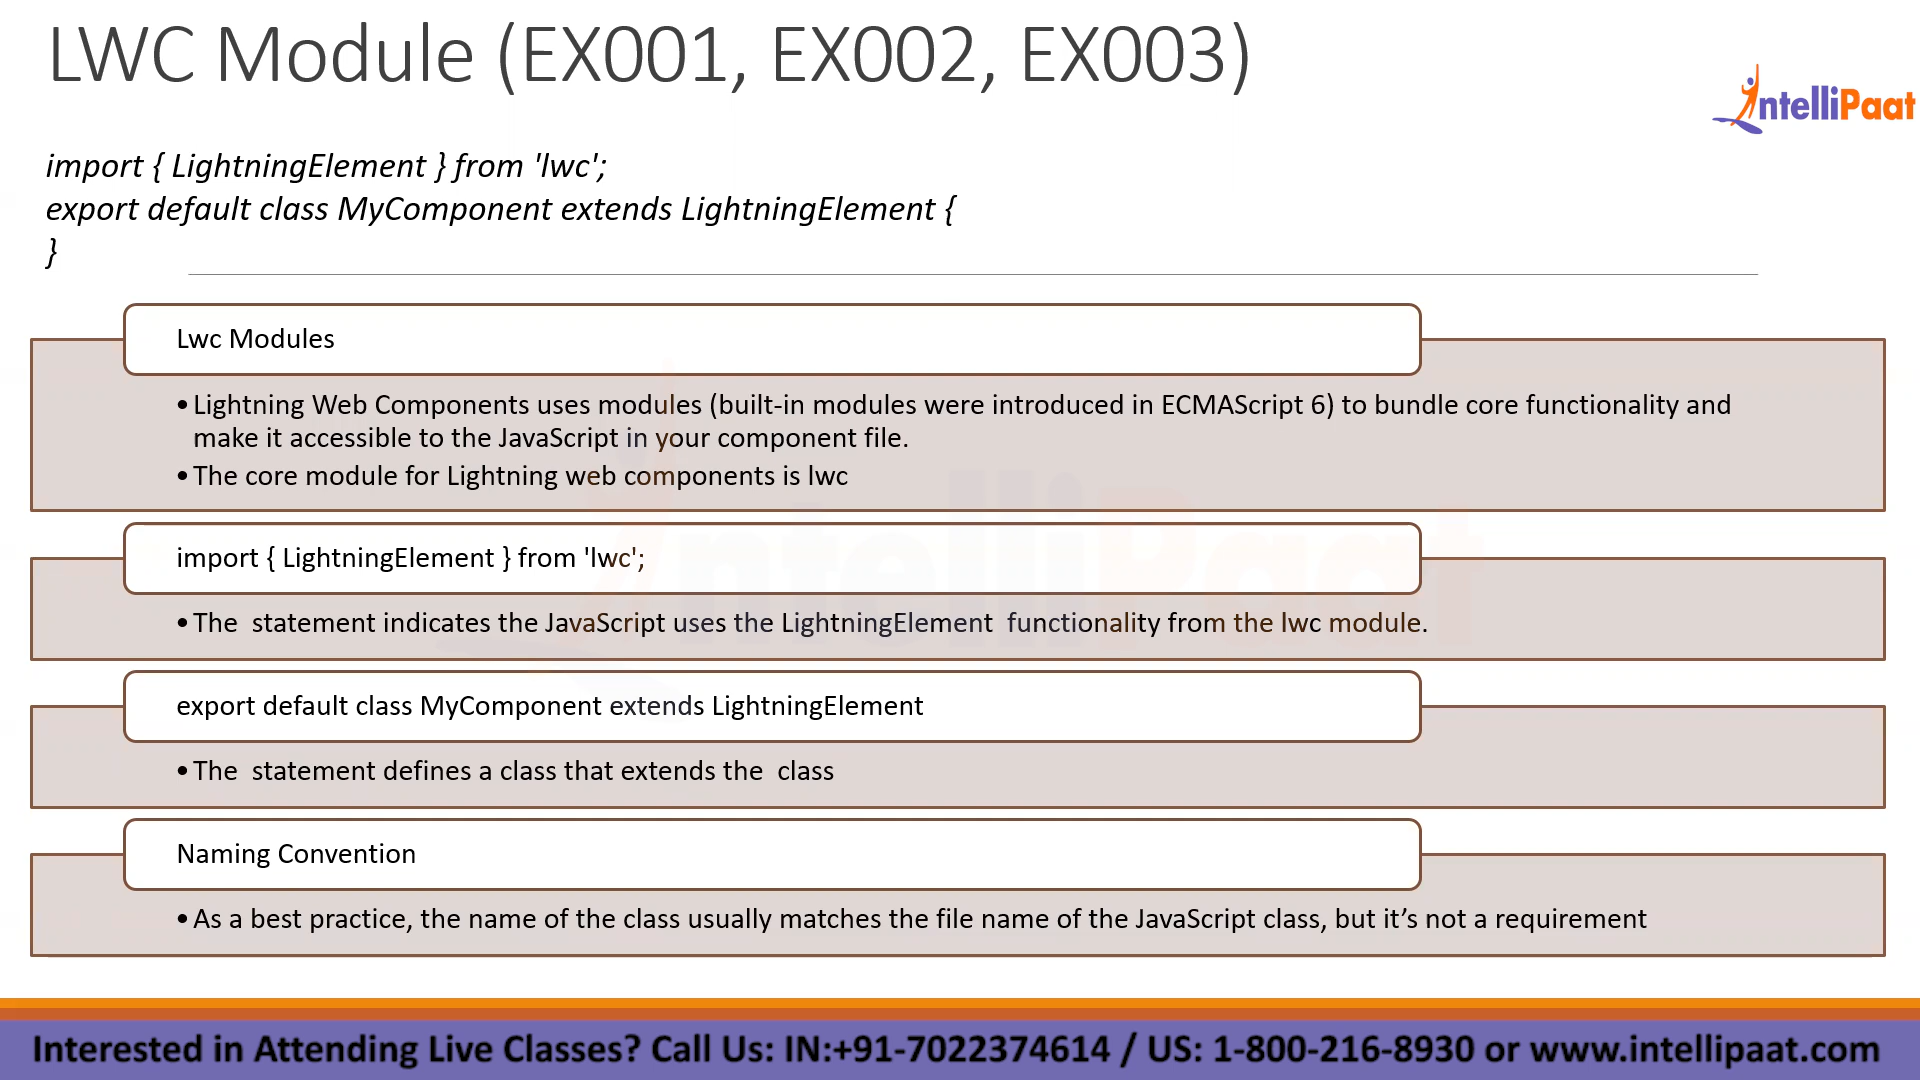 LWC Module (EX001, EX002, EX003)
IntelliPaat
import { LightningElement } from 'lwc';
export default class MyComponent extends LightningElement {
}
Lwc Modules
•Lightning Web Components uses modules (built-in modules were introduced in ECMAScript 6) to bundle core functionality and
make it accessible to the JavaScript in your component file.
•The core module for Lightning web components is lwc
import { LightningElement } from 'lwc';
•The  statement indicates the JavaScript uses the LightningElement  functionality from the lwc module.
export default class MyComponent extends LightningElement
•The  statement defines a class that extends the  class
Naming Convention
•As a best practice, the name of the class usually matches the file name of the JavaScript class, but it’s not a requirement
IntelliPaat
Interested in Attending Live Classes? Call Us: IN:+91-7022374614 / US: 1-800-216-8930 or www.intellipaat.com